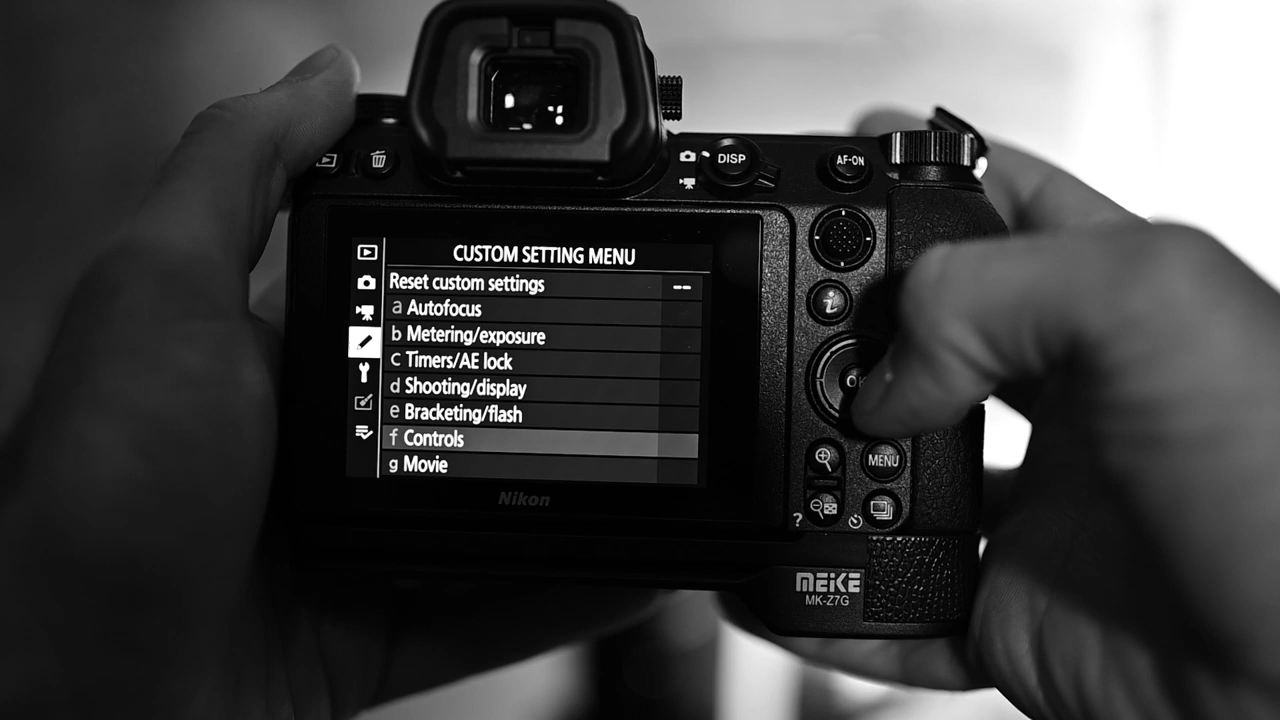 DISP
AF-ON
CUSTOM SETTING MENU
Reset custom settings --
a Autofocus
b Metering/exposure
c Timers/AE lock
d Shooting/display
e Bracketing/flash
f Controls
g Movie
i
OK
MENU
Nikon
?
MEIKE
MK-Z7G